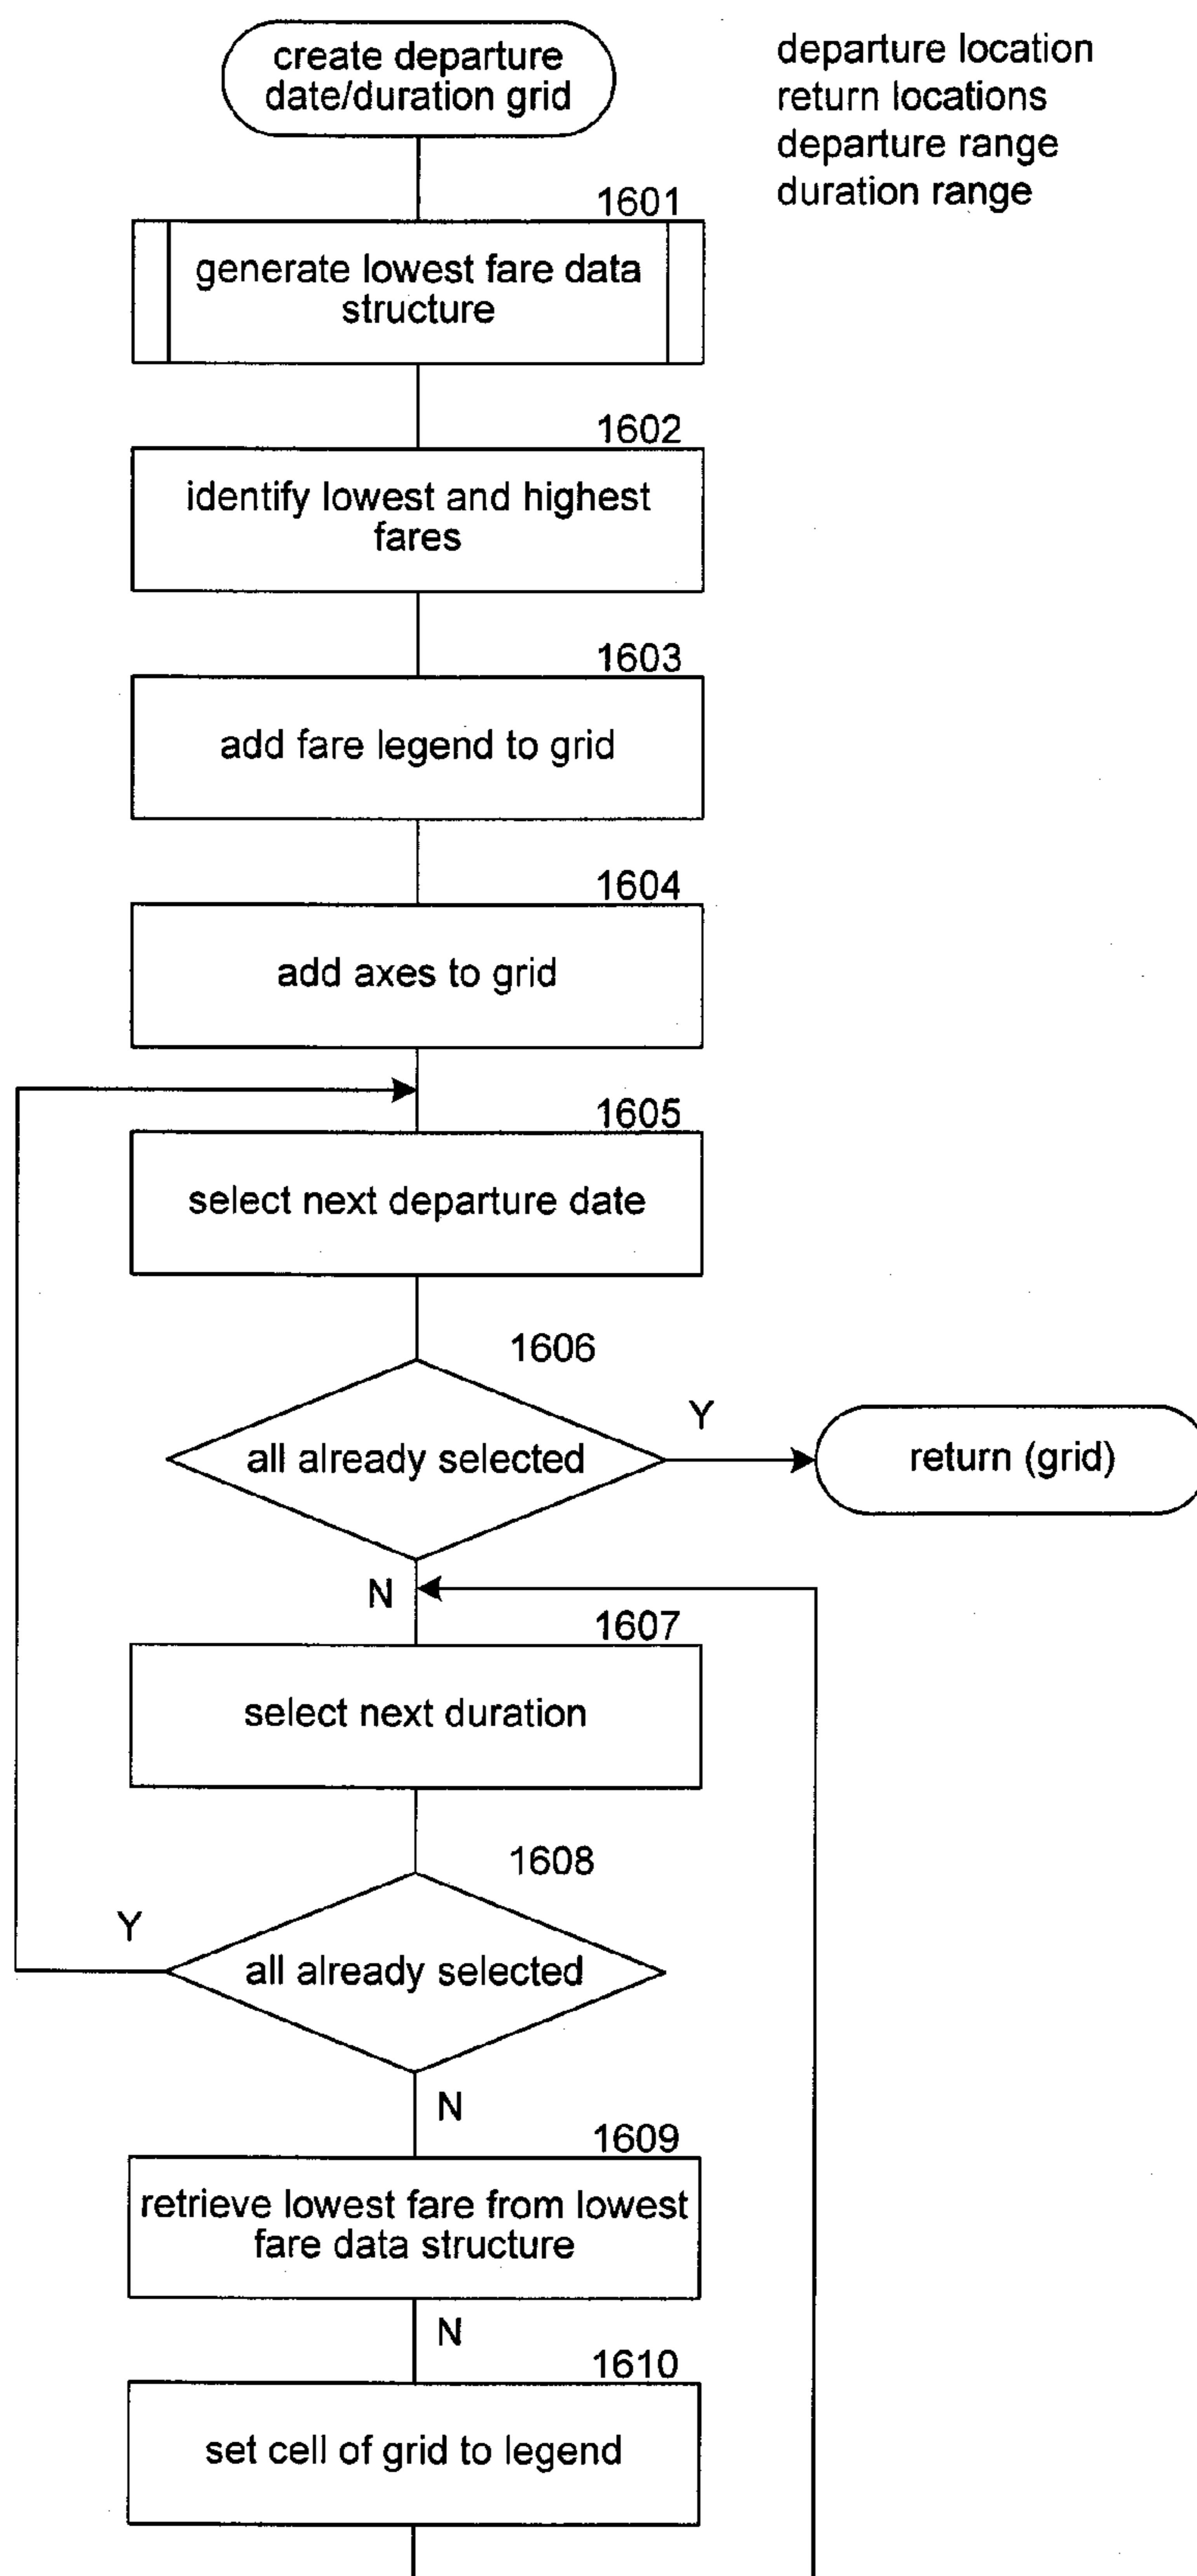 create departure
date/duration grid
departure location
return locations
departure range
duration range
1601
generate lowest fare data
structure
1602
identify lowest and highest
fares
1603
add fare legend to grid
1604
add axes to grid
1605
select next departure date
1606
all already selected
Y
return (grid)
N
1607
select next duration
1608
Y
all already selected
N
1609
retrieve lowest fare from lowest
fare data structure
N
1610
set cell of grid to legend